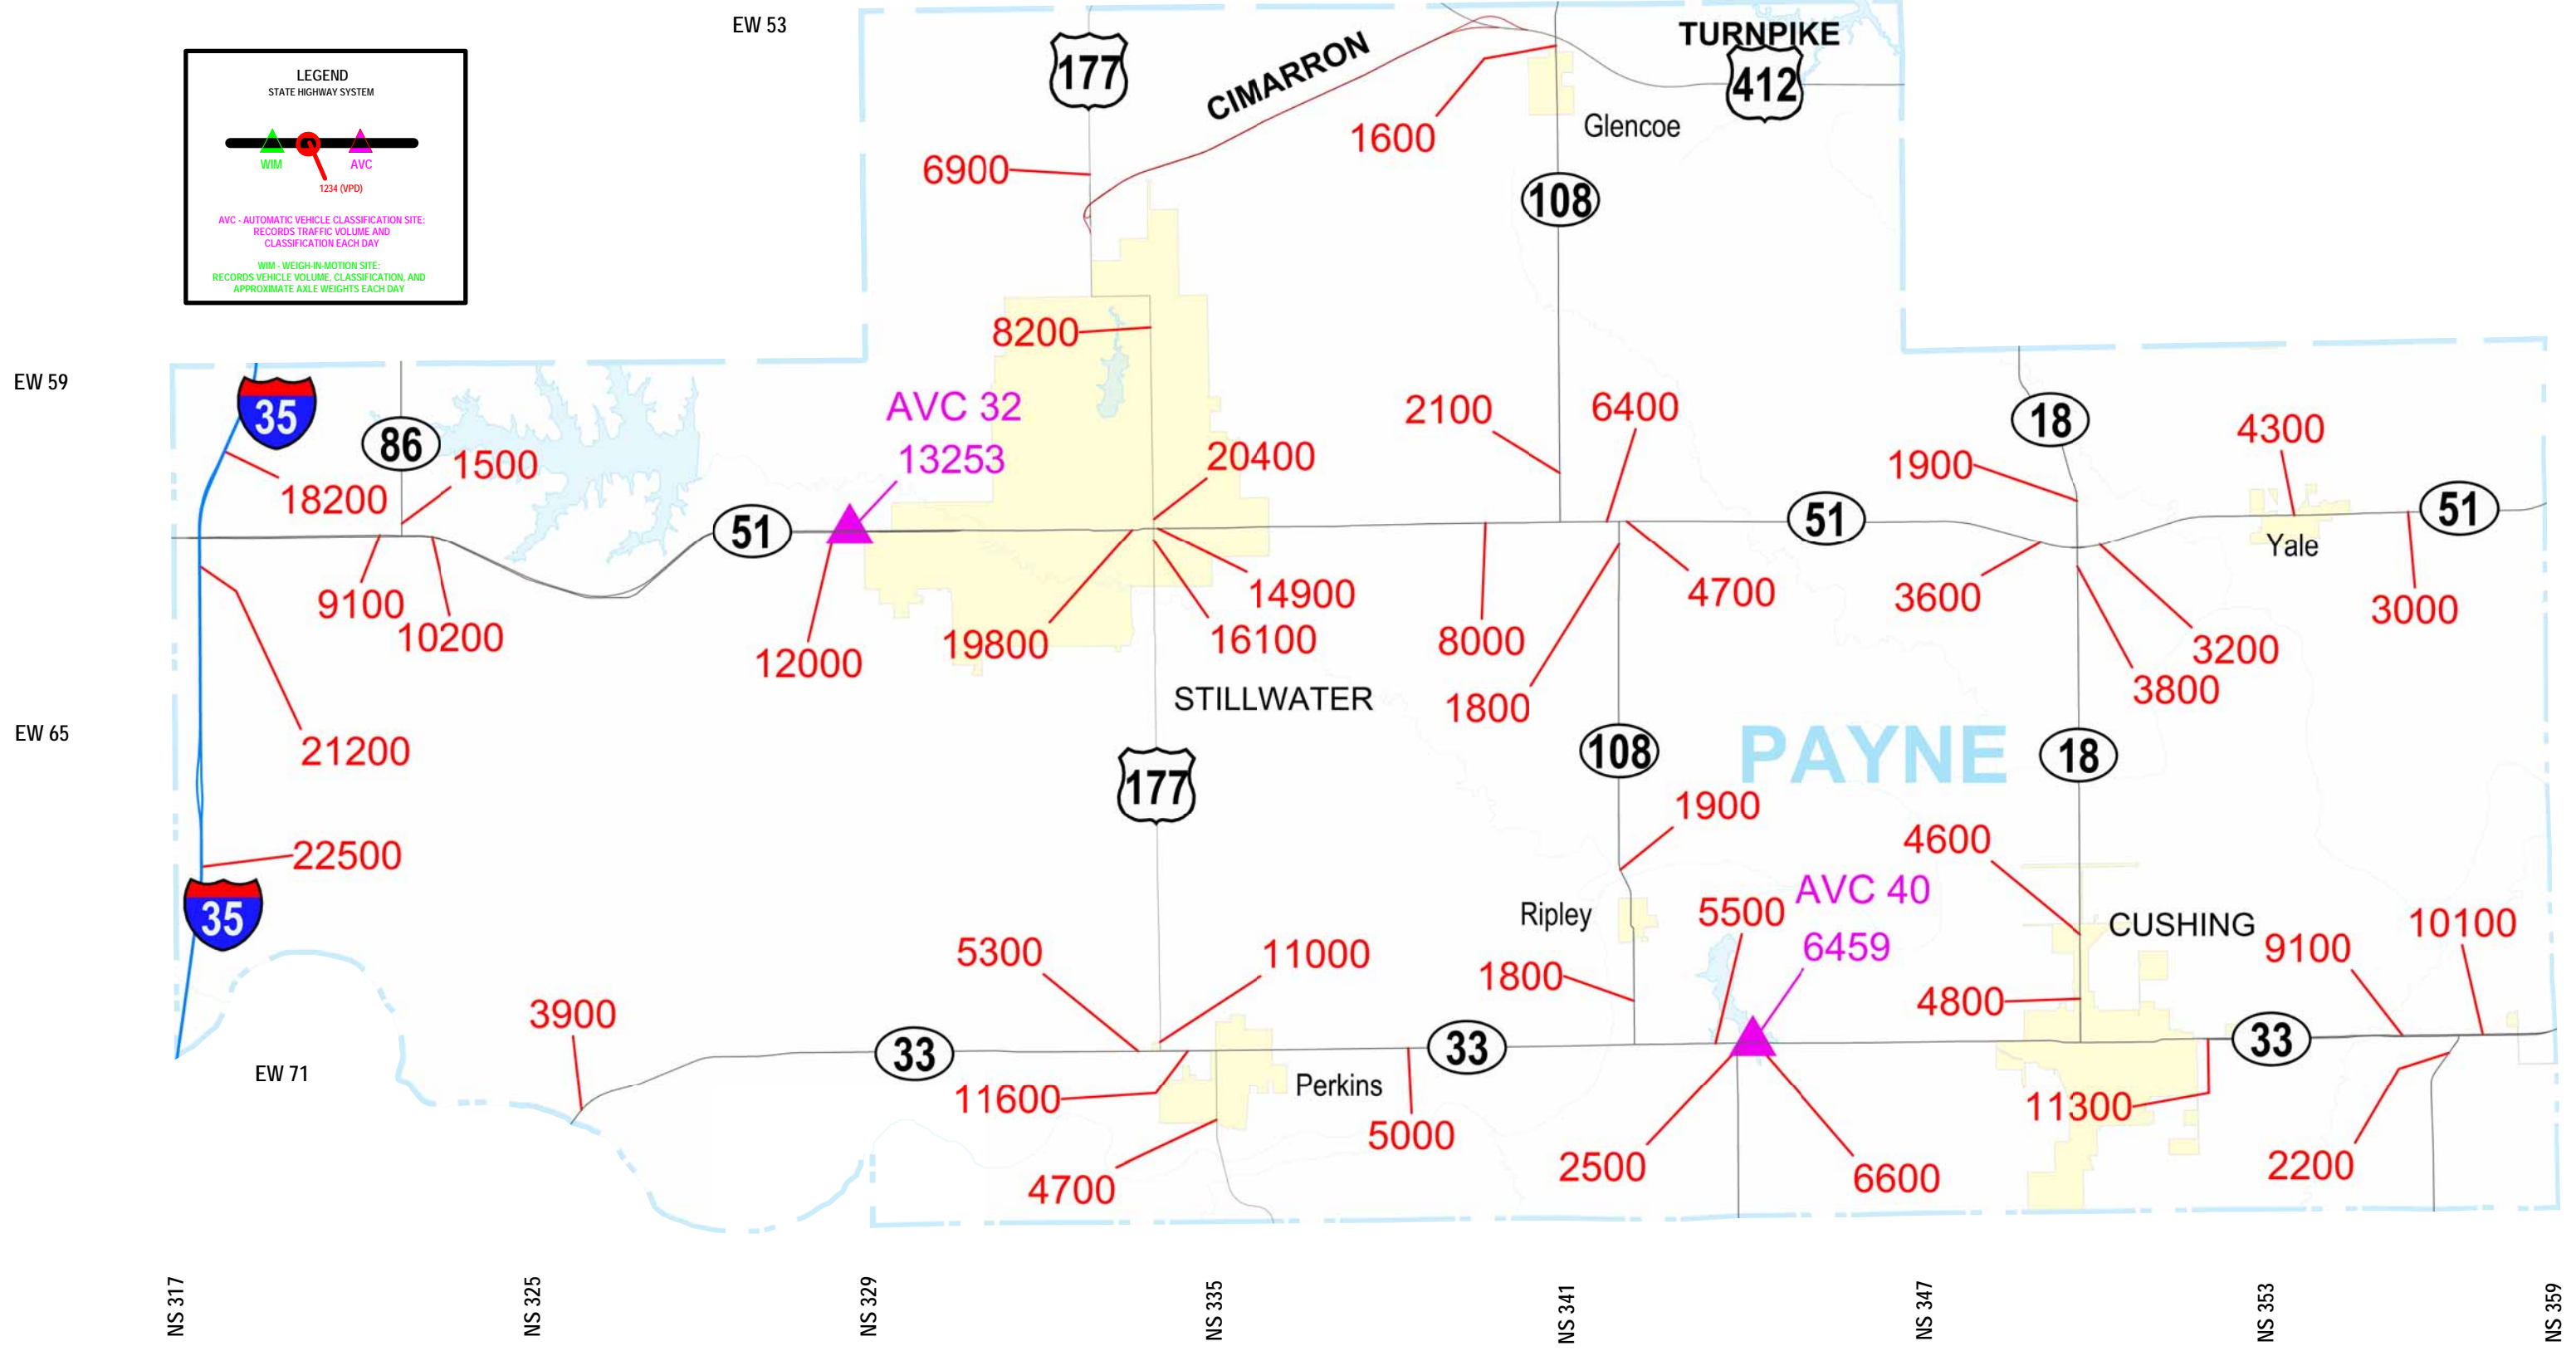 EW 53
TURNPIKE
LEGEND
STATE HIGHWAY SYSTEM
WIM
AVC
1234 (VPD)
AVC - AUTOMATIC VEHICLE CLASSIFICATION SITE:
RECORDS TRAFFIC VOLUME AND
CLASSIFICATION EACH DAY
WIM - WEIGH-IN-MOTION SITE:
RECORDS VEHICLE VOLUME, CLASSIFICATION, AND
APPROXIMATE AXLE WEIGHTS EACH DAY
177
CIMARRON
412
1600
Glencoe
6900
108
8200
EW 59
35
86
AVC 32
13253
2100
6400
18
4300
1500
20400
1900
18200
51
51
51
Yale
9100
10200
12000
19800
14900
16100
8000
4700
1800
3600
3200
3800
3000
STILLWATER
EW 65
21200
177
108
PAYNE
18
1900
22500
4600
35
Ripley
5500
AVC 40
6459
CUSHING
10100
5300
11000
9100
1800
4800
3900
33
33
33
EW 71
11600
Perkins
11300
5000
4700
2500
6600
2200
NS 317
NS 325
NS 329
NS 335
NS 341
NS 347
NS 353
NS 359